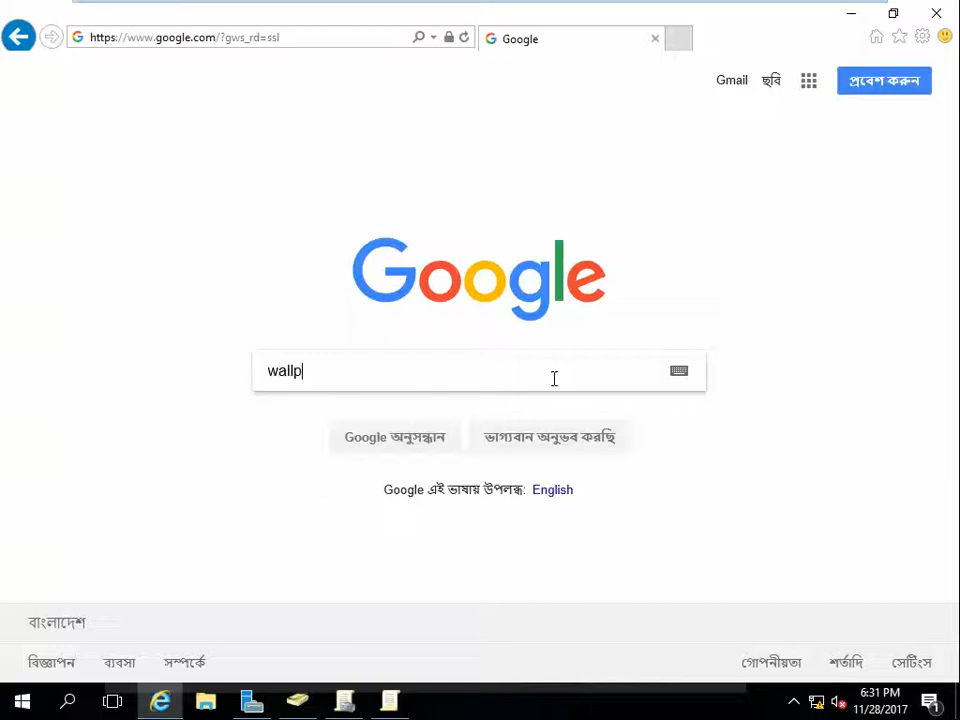 https://www.google.com/?gws_rd=ssl
Google
Gmail
ছবি
প্রবেশ করুন
Google
wallp
Google অনুসন্ধান
ভাগ্যবান অনুভব করছি
Google এই ভাষায় উপলব্ধ: English
বাংলাদেশ
বিজ্ঞাপন
ব্যবসা
সম্পর্কে
গোপনীয়তা
শর্তাদি
সেটিংস
6:31 PM
11/28/2017
1